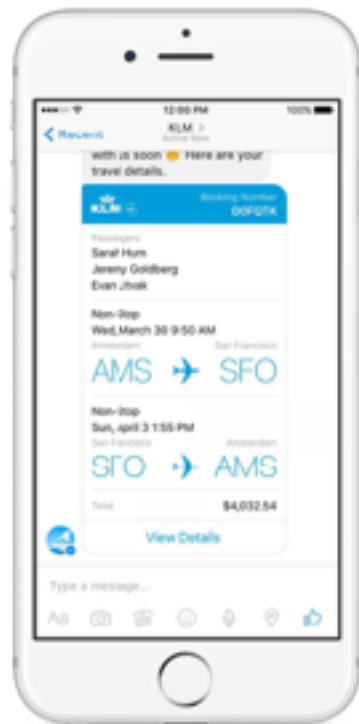 12:00 PM
100%
Recent
KLM >
Active Now
with us soon 😊 Here are your
travel details.
KLM
Booking Number
Passengers
Sarah Hum
Jeremy Goldberg
Evan
Non-stop
Wed, March 30 9:50 AM
Amsterdam San Francisco
AMS ✈ SFO
Non-stop
Sun, April 3 1:55 PM
San Francisco Amsterdam
SFO ✈ AMS
Total $4,032.54
View Details
Type a message...
Aa